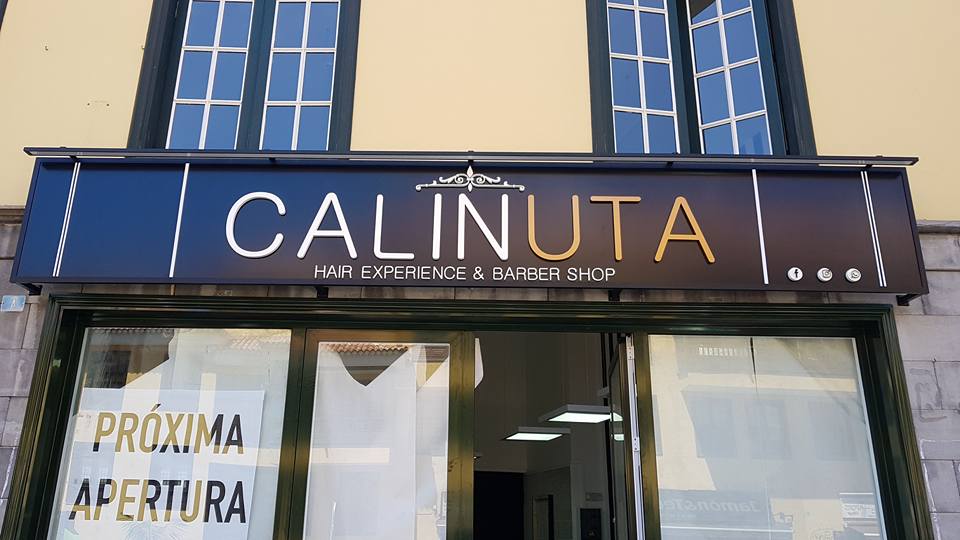 CALINUTA
HAIR EXPERIENCE & BARBER SHOP
PRÓXIMA
APERTURA